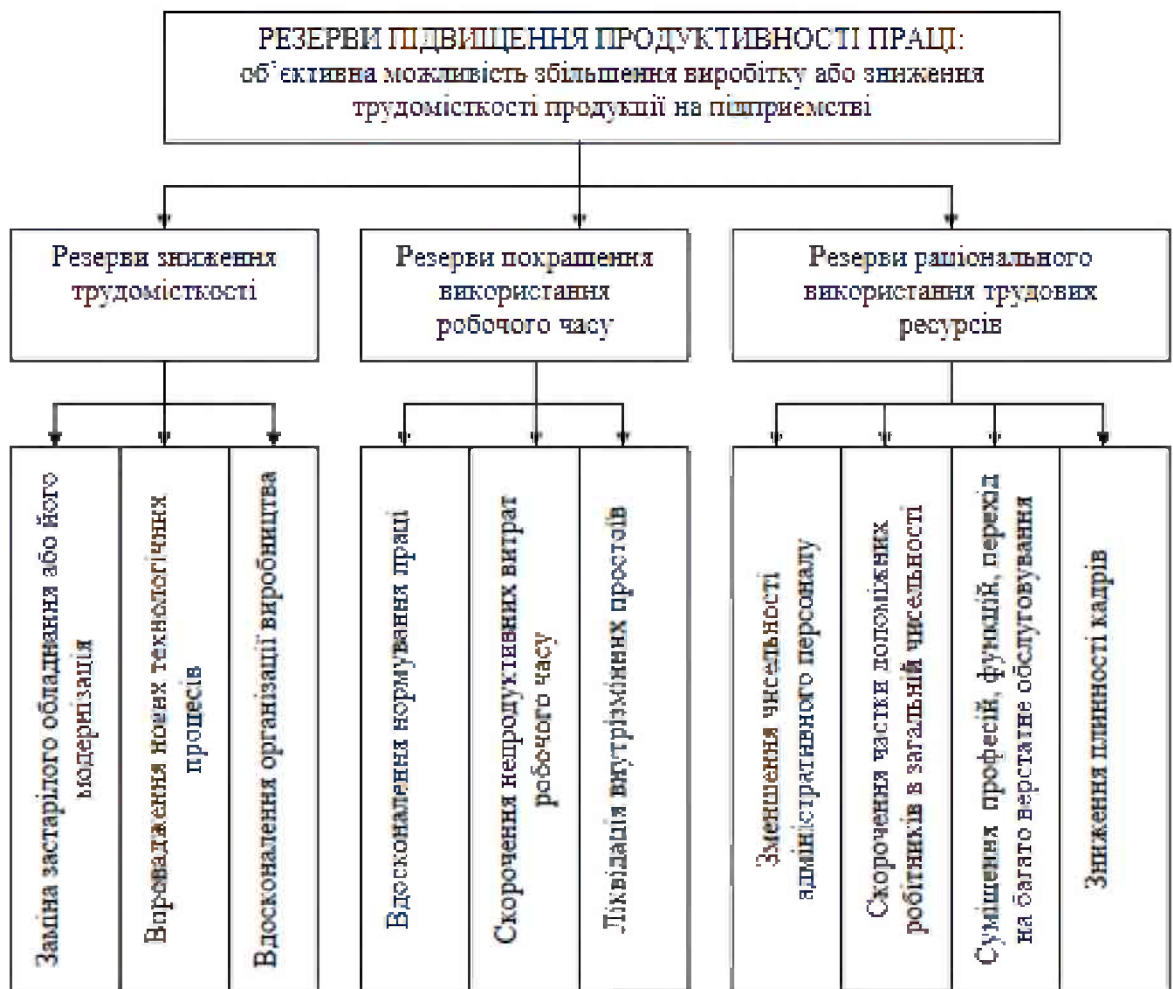 РЕЗЕРВИ ПІДВИЩЕННЯ ПРОДУКТИВНОСТІ ПРАЦІ:
об'єктивна можливість збільшення виробітку або зниження
трудомісткості продукції на підприємстві
Резерви зниження
трудомісткості
Резерви покращення
використання
робочого часу
Резерви раціонального
використання трудових
ресурсів
Заміна застарілого обладнання або його
модернізація
Впровадження нових технологічних
процесів
Вдосконалення організації виробництва
Вдосконалення нормування праці
Скорочення непродуктивних витрат
робочого часу
Ліквідація внутрізмінних простоїв
Зменшення чисельності
адміністративного персоналу
Скорочення частки допоміжних
робітників в загальній чисельності
Суміщення професій, функцій, перехід
на багато верстатне обслуговування
Зниження плинності кадрів